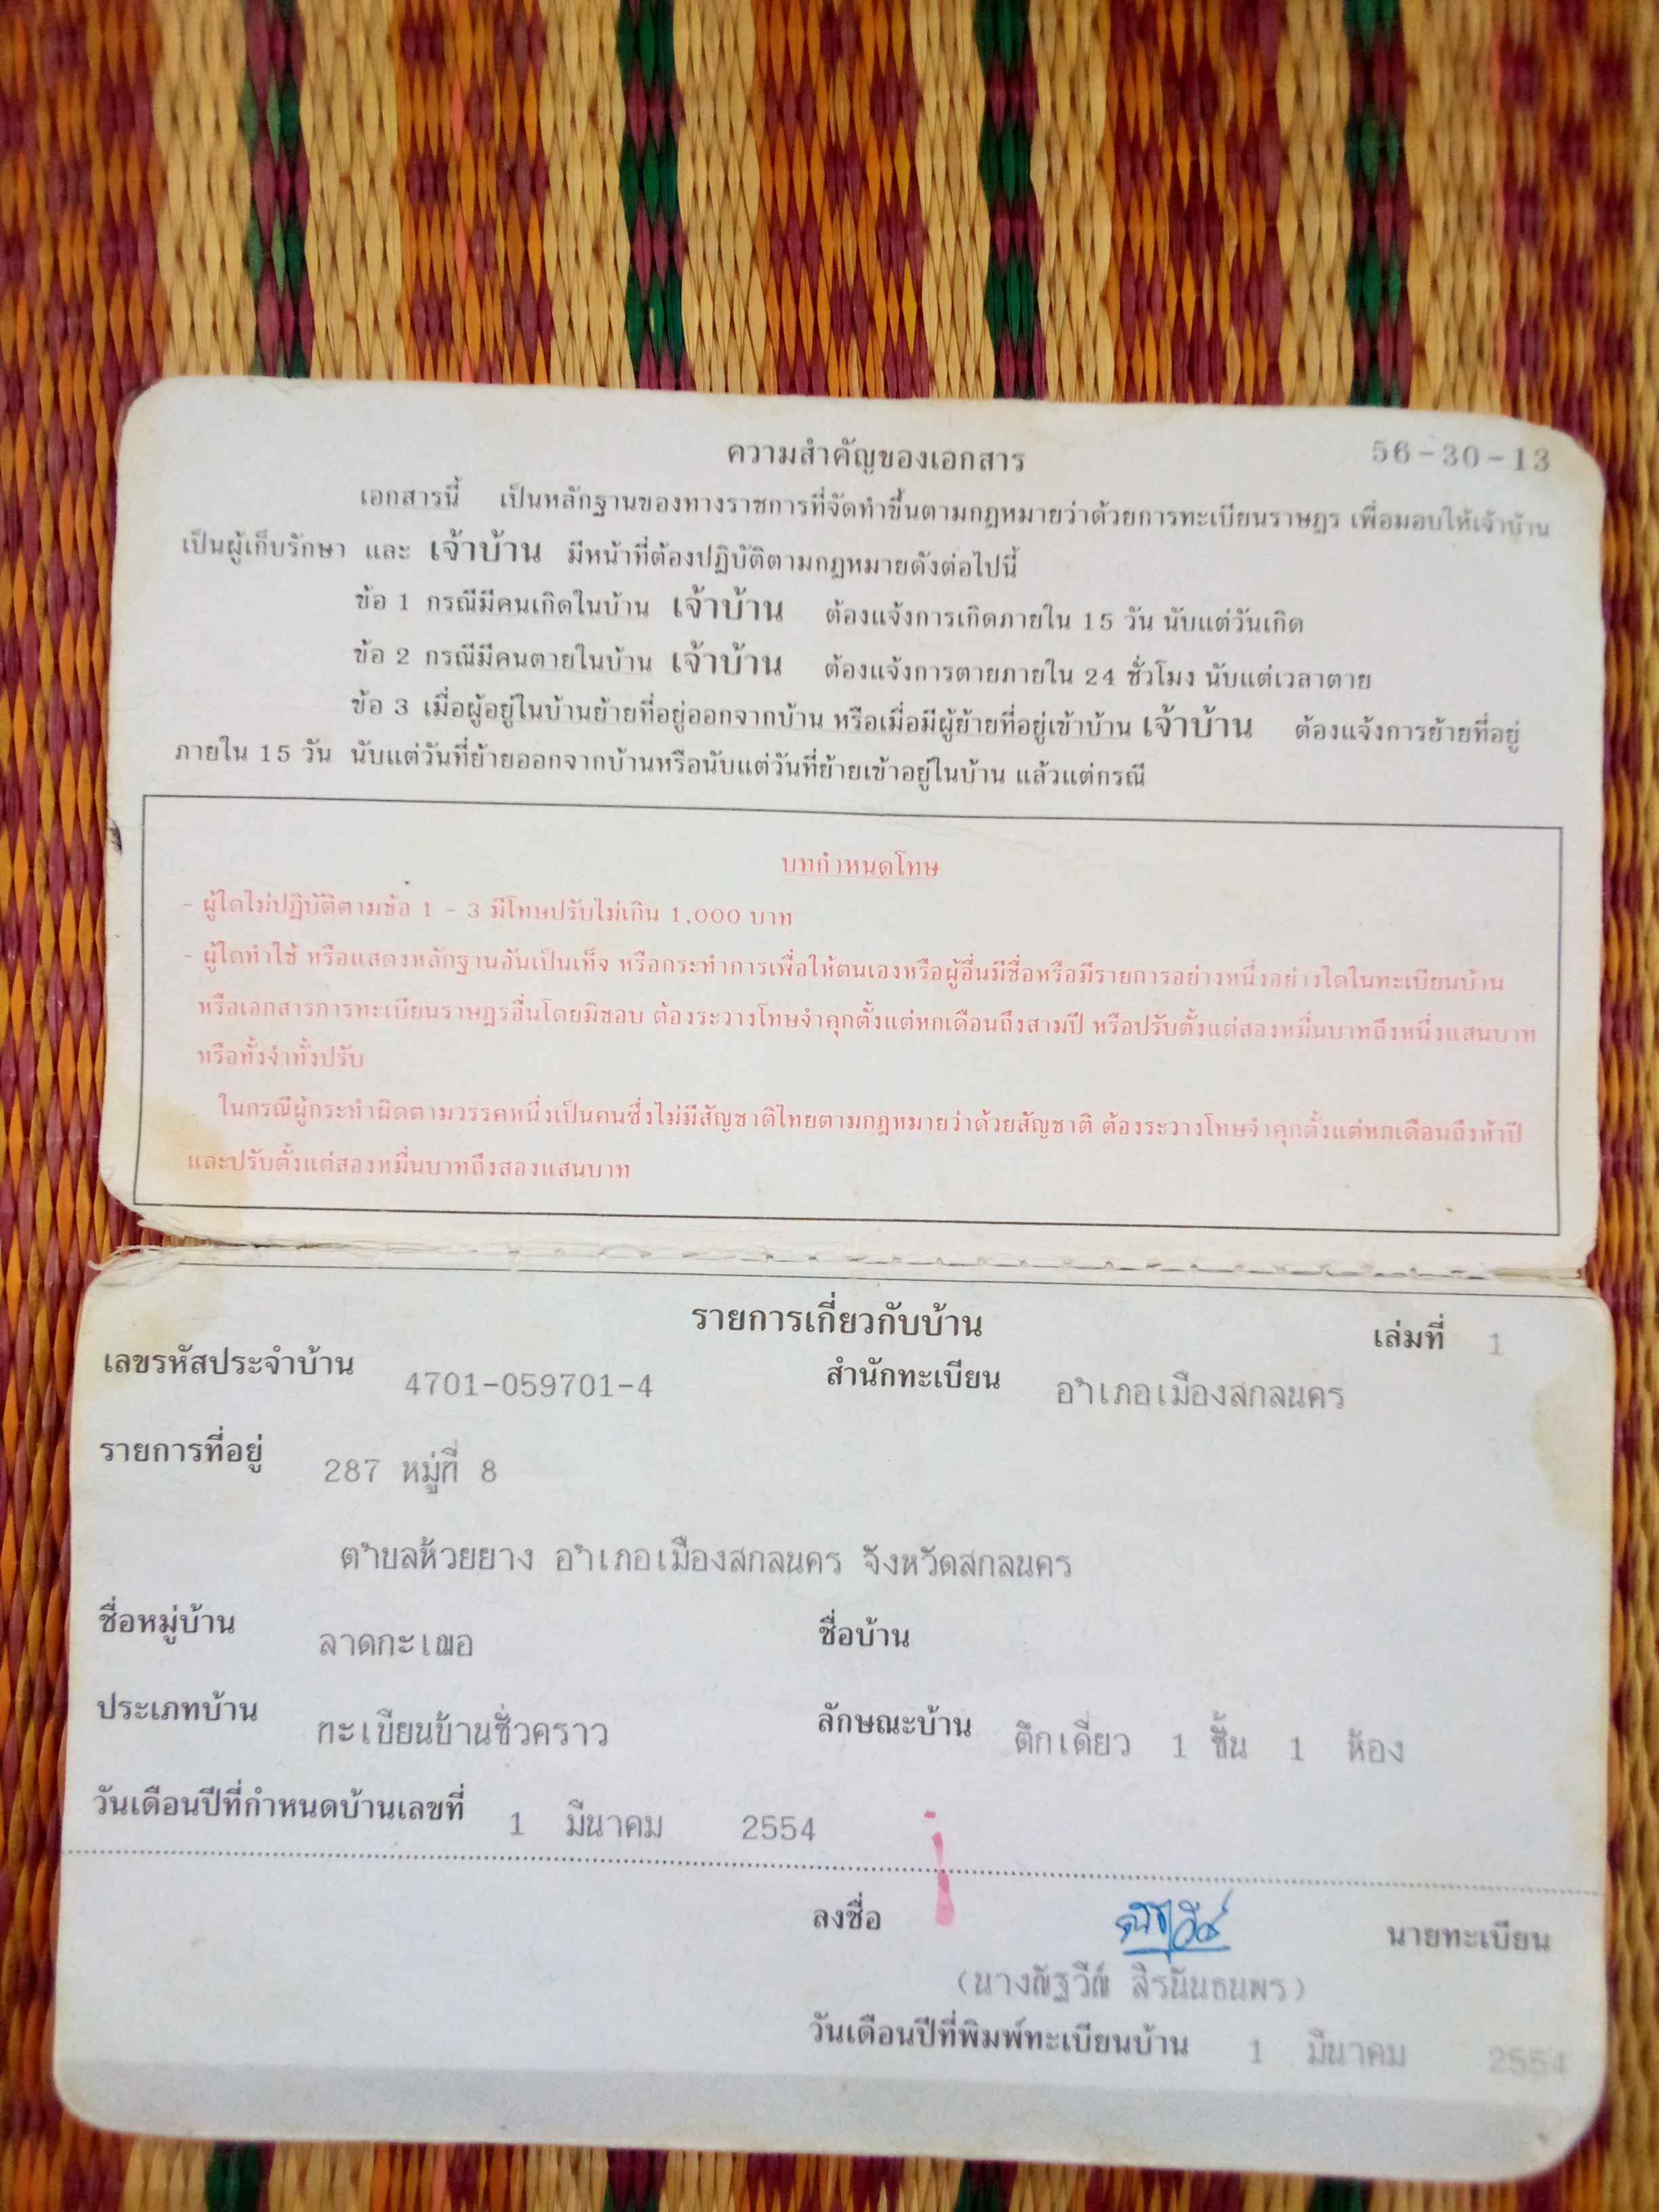 56-30-13
ความสำคัญของเอกสาร
เอกสารนี้ เป็นหลักฐานของทางราชการที่จัดทำขึ้นตามกฎหมายว่าด้วยการทะเบียนราษฎร เพื่อมอบให้เจ้าบ้าน
เป็นผู้เก็บรักษา และ เจ้าบ้าน มีหน้าที่ต้องปฏิบัติตามกฎหมายดังต่อไปนี้
ข้อ 1 กรณีมีคนเกิดในบ้าน เจ้าบ้าน ต้องแจ้งการเกิดภายใน 15 วัน นับแต่วันเกิด
ข้อ 2 กรณีมีคนตายในบ้าน เจ้าบ้าน ต้องแจ้งการตายภายใน 24 ชั่วโมง นับแต่เวลาตาย
ข้อ 3 เมื่อผู้อยู่ในบ้านย้ายที่อยู่ออกจากบ้าน หรือเมื่อมีผู้ย้ายที่อยู่เข้าบ้าน เจ้าบ้าน ต้องแจ้งการย้ายที่อยู่
ภายใน 15 วัน นับแต่วันที่ย้ายออกจากบ้านหรือนับแต่วันที่ย้ายเข้าอยู่ในบ้าน แล้วแต่กรณี
บทกำหนดโทษ
- ผู้ใดไม่ปฏิบัติตามข้อ 1 - 3 มีโทษปรับไม่เกิน 1,000 บาท
- ผู้ใดทำใช้ หรือแสดงหลักฐานอันเป็นเท็จ หรือกระทำการเพื่อให้ตนเองหรือผู้อื่นมีชื่อหรือมีรายการอย่างหนึ่งอย่างใดในทะเบียนบ้าน
หรือเอกสารการทะเบียนราษฎรอื่นโดยมิชอบ ต้องระวางโทษจำคุกตั้งแต่หกเดือนถึงสามปี หรือปรับตั้งแต่สองหมื่นบาทถึงหนึ่งแสนบาท
หรือทั้งจำทั้งปรับ
ในกรณีผู้กระทำผิดตามวรรคหนึ่งเป็นคนซึ่งไม่มีสัญชาติไทยตามกฎหมายว่าด้วยสัญชาติ ต้องระวางโทษจำคุกตั้งแต่หกเดือนถึงห้าปี
และปรับตั้งแต่สองหมื่นบาทถึงสองแสนบาท
รายการเกี่ยวกับบ้าน เล่มที่ 1
เลขรหัสประจำบ้าน 4701-059701-4 สำนักทะเบียน อำเภอเมืองสกลนคร
รายการที่อยู่ 287 หมู่ที่ 8
ตำบลห้วยยาง อำเภอเมืองสกลนคร จังหวัดสกลนคร
ชื่อหมู่บ้าน ลาดกะเฌอ ชื่อบ้าน
ประเภทบ้าน ทะเบียนบ้านชั่วคราว ลักษณะบ้าน ตึกเดี่ยว 1 ชั้น 1 ห้อง
วันเดือนปีที่กำหนดบ้านเลขที่ 1 มีนาคม 2554
ลงชื่อ นายทะเบียน
(นางณัฐวีณ์ สิรนันธนพร)
วันเดือนปีที่พิมพ์ทะเบียนบ้าน 1 มีนาคม 2554